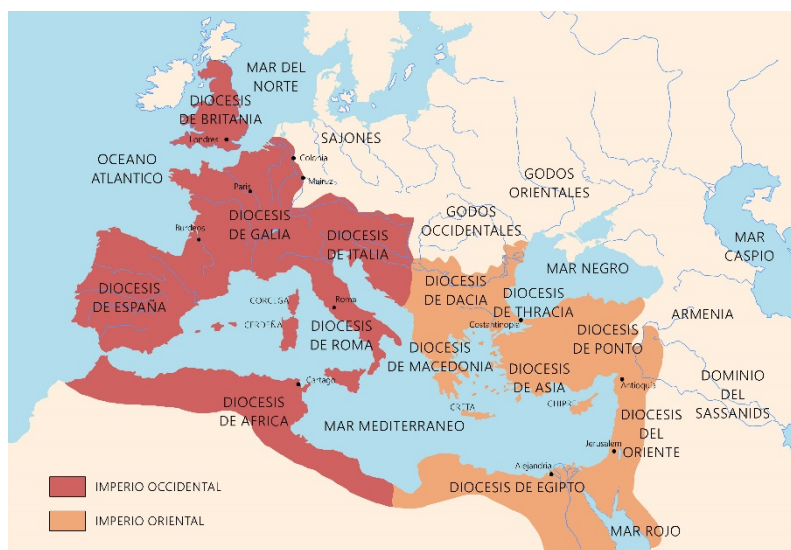 MAR DEL
NORTE
DIOCESIS
DE BRITANIA
Londres
SAJONES
OCEANO
ATLANTICO
Colonia
Mainz
GODOS
ORIENTALES
Paris
GODOS
OCCIDENTALES
DIOCESIS
DE GALIA
Burdeos
DIOCESIS
DE ITALIA
MAR
CASPIO
MAR NEGRO
DIOCESIS
DE DACIA
DIOCESIS
DE ESPAÑA
CORCEGA
Roma
DIOCESIS
DE THRACIA
Costantinopla
ARMENIA
CERDEÑA
DIOCESIS
DE ROMA
DIOCESIS
DE PONTO
DIOCESIS
DE MACEDONIA
DIOCESIS
DE ASIA
DOMINIO
DEL
SASSANIDS
Cartago
Antioquia
DIOCESIS
DE AFRICA
CRETA
CHIPRE
MAR MEDITERRANEO
DIOCESIS
DEL
ORIENTE
Jerusalem
Alejandria
DIOCESIS DE EGIPTO
IMPERIO OCCIDENTAL
IMPERIO ORIENTAL
MAR ROJO